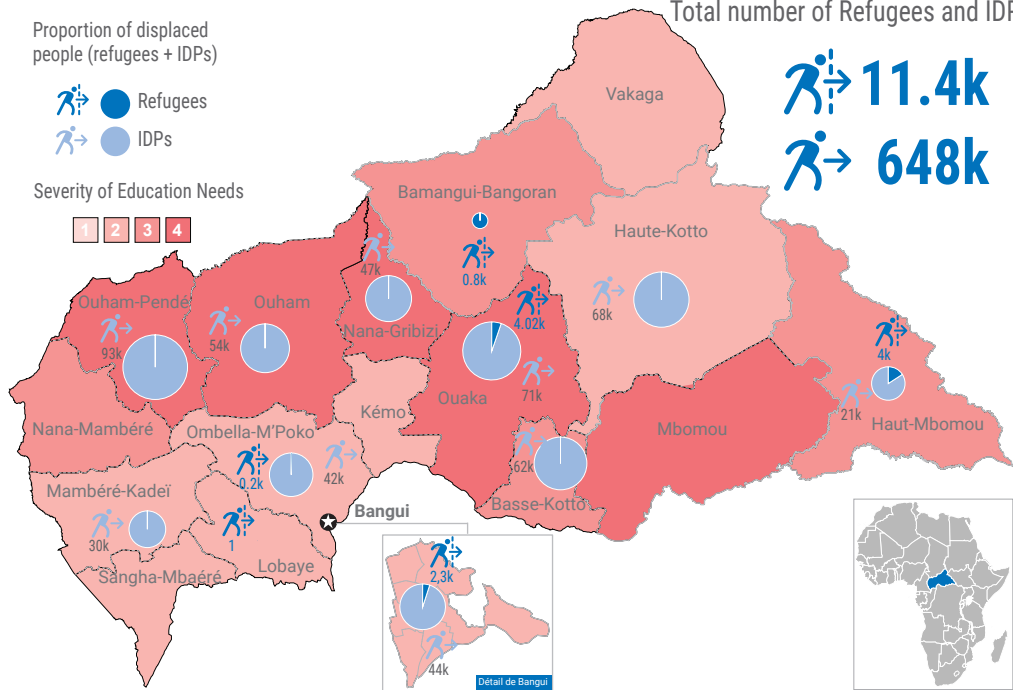 Proportion of displaced
people (refugees + IDPs)
Refugees
IDPs
Severity of Education Needs
1 2 3 4
Total number of Refugees and IDP
11.4k
648k
Vakaga
Bamangui-Bangoran
0.8k
Haute-Kotto
68k
47k
Nana-Gribizi
Ouham-Pendé
93k
Ouham
54k
4.02k
Ouaka
71k
4k
21k
Haut-Mbomou
Kémo
Mbomou
Nana-Mambéré
Ombella-M'Poko
0.2k
42k
62k
Basse-Kotto
Mambéré-Kadeï
30k
1
Bangui
Sangha-Mbaéré
Lobaye
2,3k
44k
Détail de Bangui